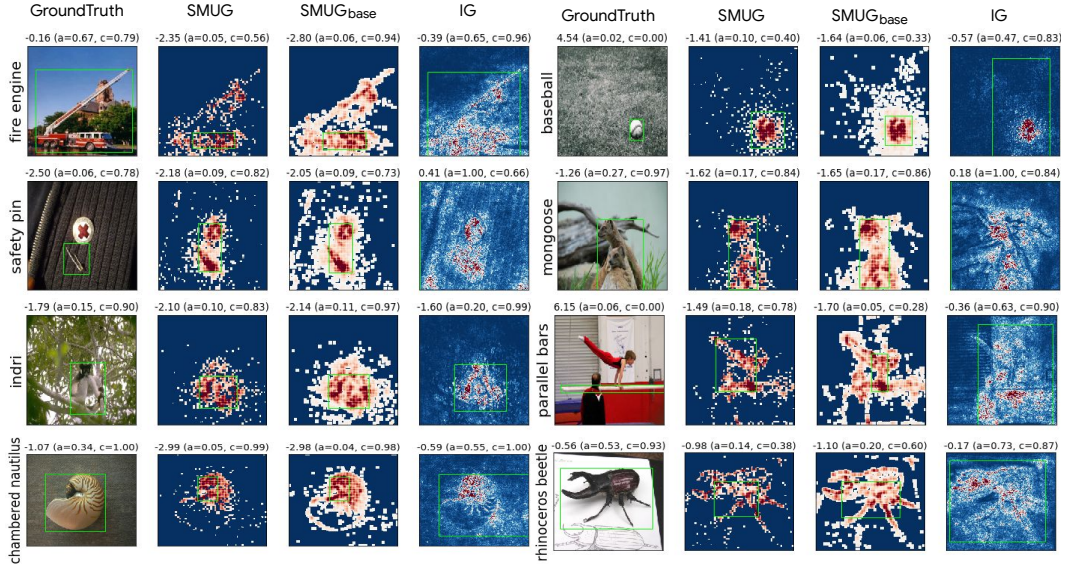 GroundTruth SMUG SMUGbase IG GroundTruth SMUG SMUGbase IG
-0.16 (a=0.67, c=0.79) -2.35 (a=0.05, c=0.56) -2.80 (a=0.06, c=0.94) -0.39 (a=0.65, c=0.96) 4.54 (a=0.02, c=0.00) -1.41 (a=0.10, c=0.40) -1.64 (a=0.06, c=0.33) -0.57 (a=0.47, c=0.83)
fire engine baseball
-2.50 (a=0.06, c=0.78) -2.18 (a=0.09, c=0.82) -2.05 (a=0.09, c=0.73) 0.41 (a=1.00, c=0.66) -1.26 (a=0.27, c=0.97) -1.62 (a=0.17, c=0.84) -1.65 (a=0.17, c=0.86) 0.18 (a=1.00, c=0.84)
safety pin mongoose
-1.79 (a=0.15, c=0.90) -2.10 (a=0.10, c=0.83) -2.14 (a=0.11, c=0.97) -1.60 (a=0.20, c=0.99) 6.15 (a=0.06, c=0.00) -1.49 (a=0.18, c=0.78) -1.70 (a=0.05, c=0.28) -0.36 (a=0.63, c=0.90)
indri parallel bars
-1.07 (a=0.34, c=1.00) -2.99 (a=0.05, c=0.99) -2.98 (a=0.04, c=0.98) -0.59 (a=0.55, c=1.00) -0.56 (a=0.53, c=0.93) -0.98 (a=0.14, c=0.38) -1.10 (a=0.20, c=0.60) -0.17 (a=0.73, c=0.87)
chambered nautilus rhinoceros beetle